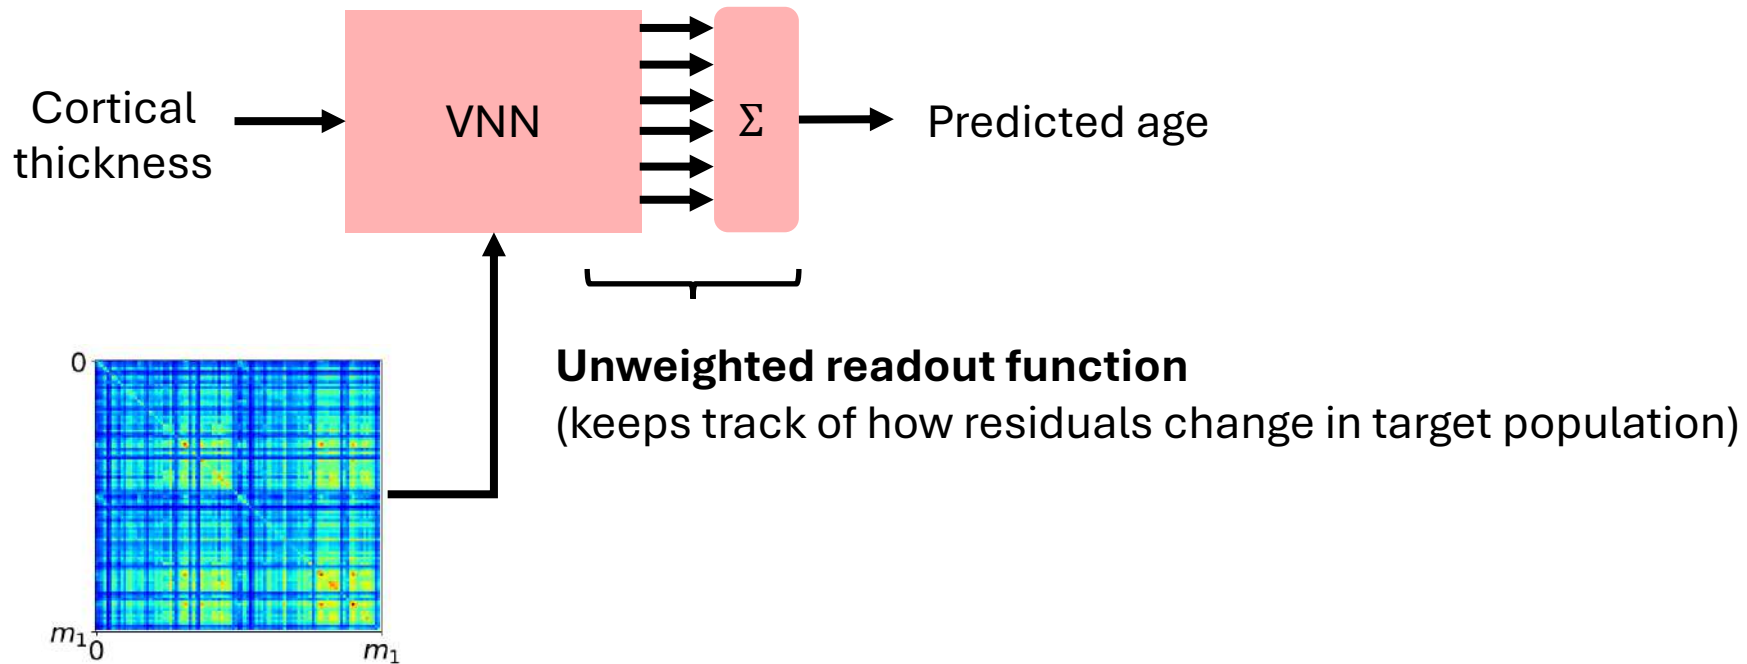 Cortical
thickness
VNN
Σ
Predicted age
Unweighted readout function
(keeps track of how residuals change in target population)
0
m₁
0
m₁